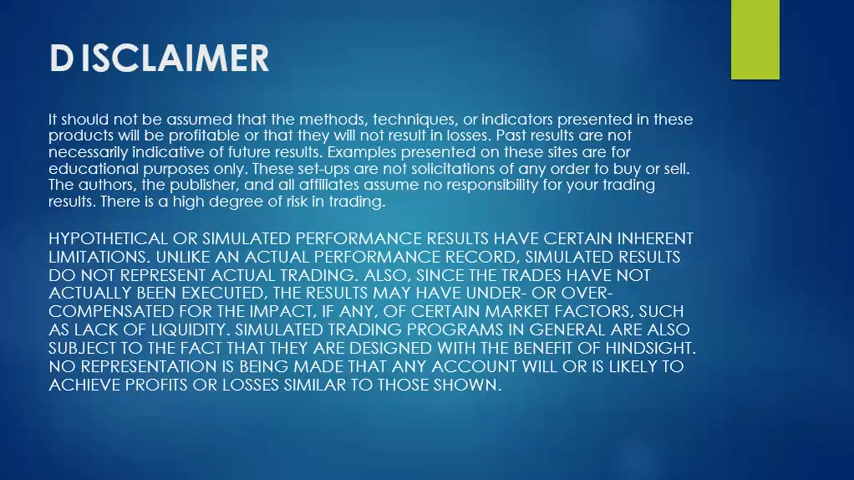 DISCLAIMER
It should not be assumed that the methods, techniques, or indicators presented in these
products will be profitable or that they will not result in losses. Past results are not
necessarily indicative of future results. Examples presented on these sites are for
educational purposes only. These set-ups are not solicitations of any order to buy or sell.
The authors, the publisher, and all affiliates assume no responsibility for your trading
results. There is a high degree of risk in trading.
HYPOTHETICAL OR SIMULATED PERFORMANCE RESULTS HAVE CERTAIN INHERENT
LIMITATIONS. UNLIKE AN ACTUAL PERFORMANCE RECORD, SIMULATED RESULTS
DO NOT REPRESENT ACTUAL TRADING. ALSO, SINCE THE TRADES HAVE NOT
ACTUALLY BEEN EXECUTED, THE RESULTS MAY HAVE UNDER- OR OVER-
COMPENSATED FOR THE IMPACT, IF ANY, OF CERTAIN MARKET FACTORS, SUCH
AS LACK OF LIQUIDITY. SIMULATED TRADING PROGRAMS IN GENERAL ARE ALSO
SUBJECT TO THE FACT THAT THEY ARE DESIGNED WITH THE BENEFIT OF HINDSIGHT.
NO REPRESENTATION IS BEING MADE THAT ANY ACCOUNT WILL OR IS LIKELY TO
ACHIEVE PROFITS OR LOSSES SIMILAR TO THOSE SHOWN.